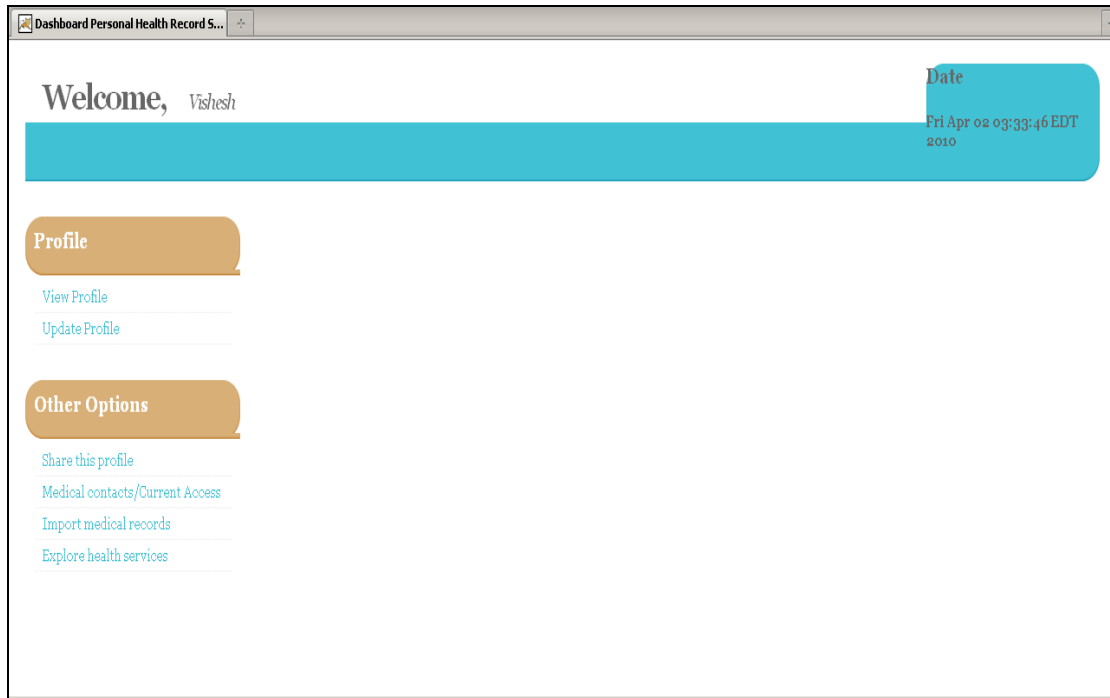 Dashboard Personal Health Record S...
Welcome, Vishesh
Date
Fri Apr 02 03:33:46 EDT
2010
Profile
View Profile
Update Profile
Other Options
Share this profile
Medical contacts/Current Access
Import medical records
Explore health services